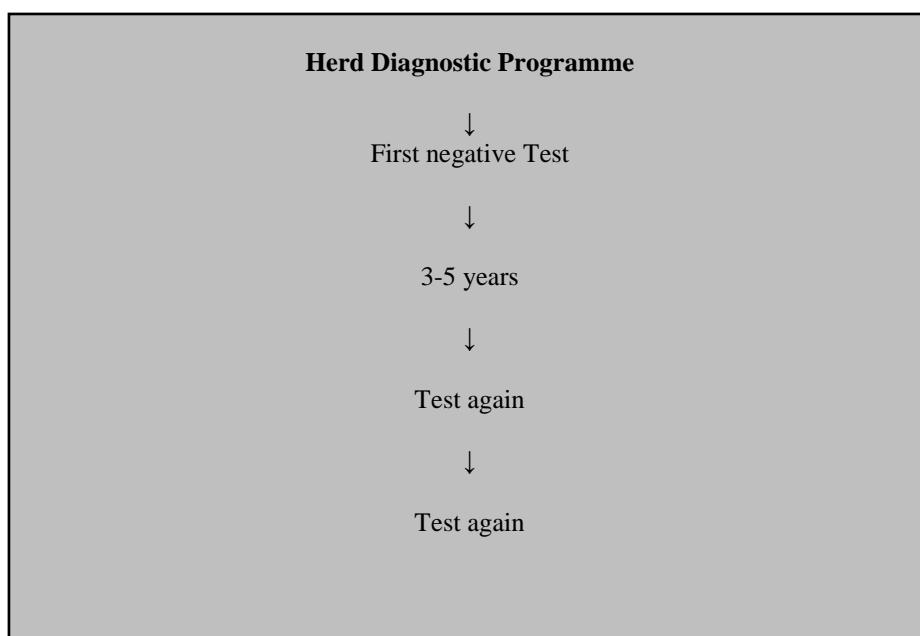 Herd Diagnostic Programme
↓
First negative Test
↓
3-5 years
↓
Test again
↓
Test again